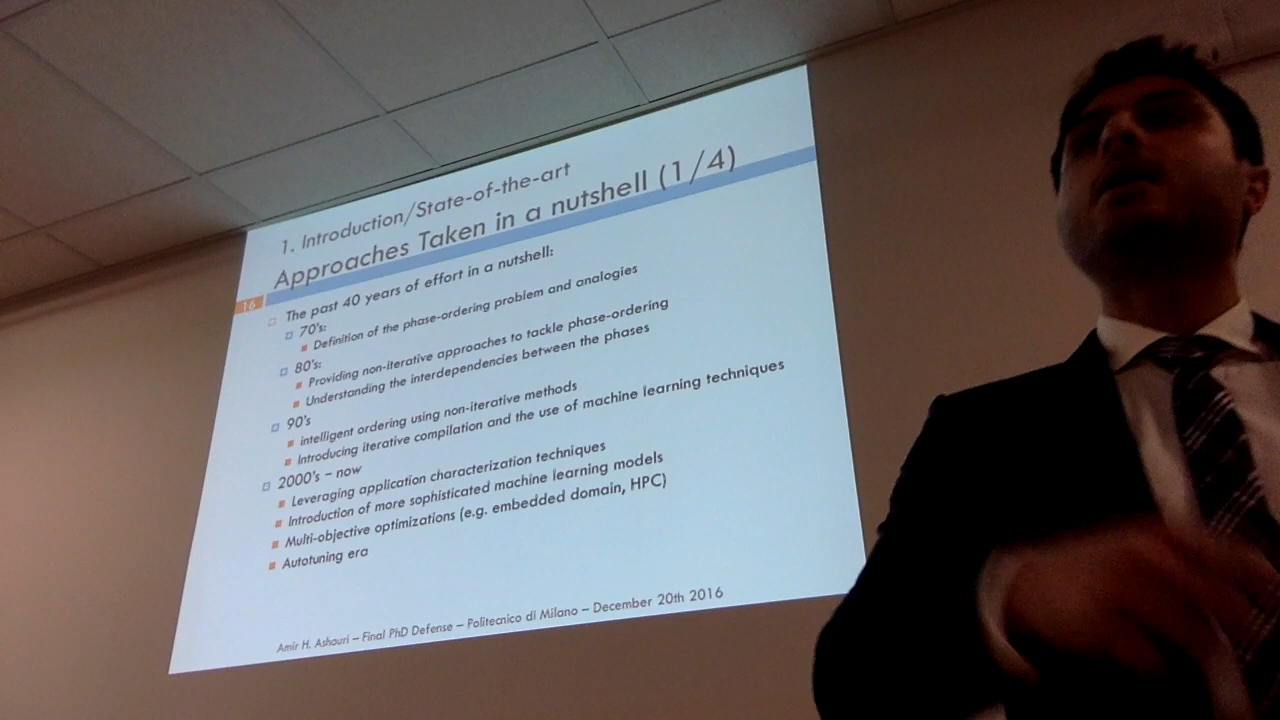 1. Introduction/State-of-the-art
Approaches Taken in a nutshell (1/4)
16
The past 40 years of effort in a nutshell:
70's:
Definition of the phase-ordering problem and analogies
80's:
Providing non-iterative approaches to tackle phase-ordering
Understanding the interdependencies between the phases
90's
intelligent ordering using non-iterative methods
Introducing iterative compilation and the use of machine learning techniques
2000's – now
Leveraging application characterization techniques
Introduction of more sophisticated machine learning models
Multi-objective optimizations (e.g. embedded domain, HPC)
Autotuning era
Amir H. Ashouri – Final PhD Defense – Politecnico di Milano – December 20th 2016